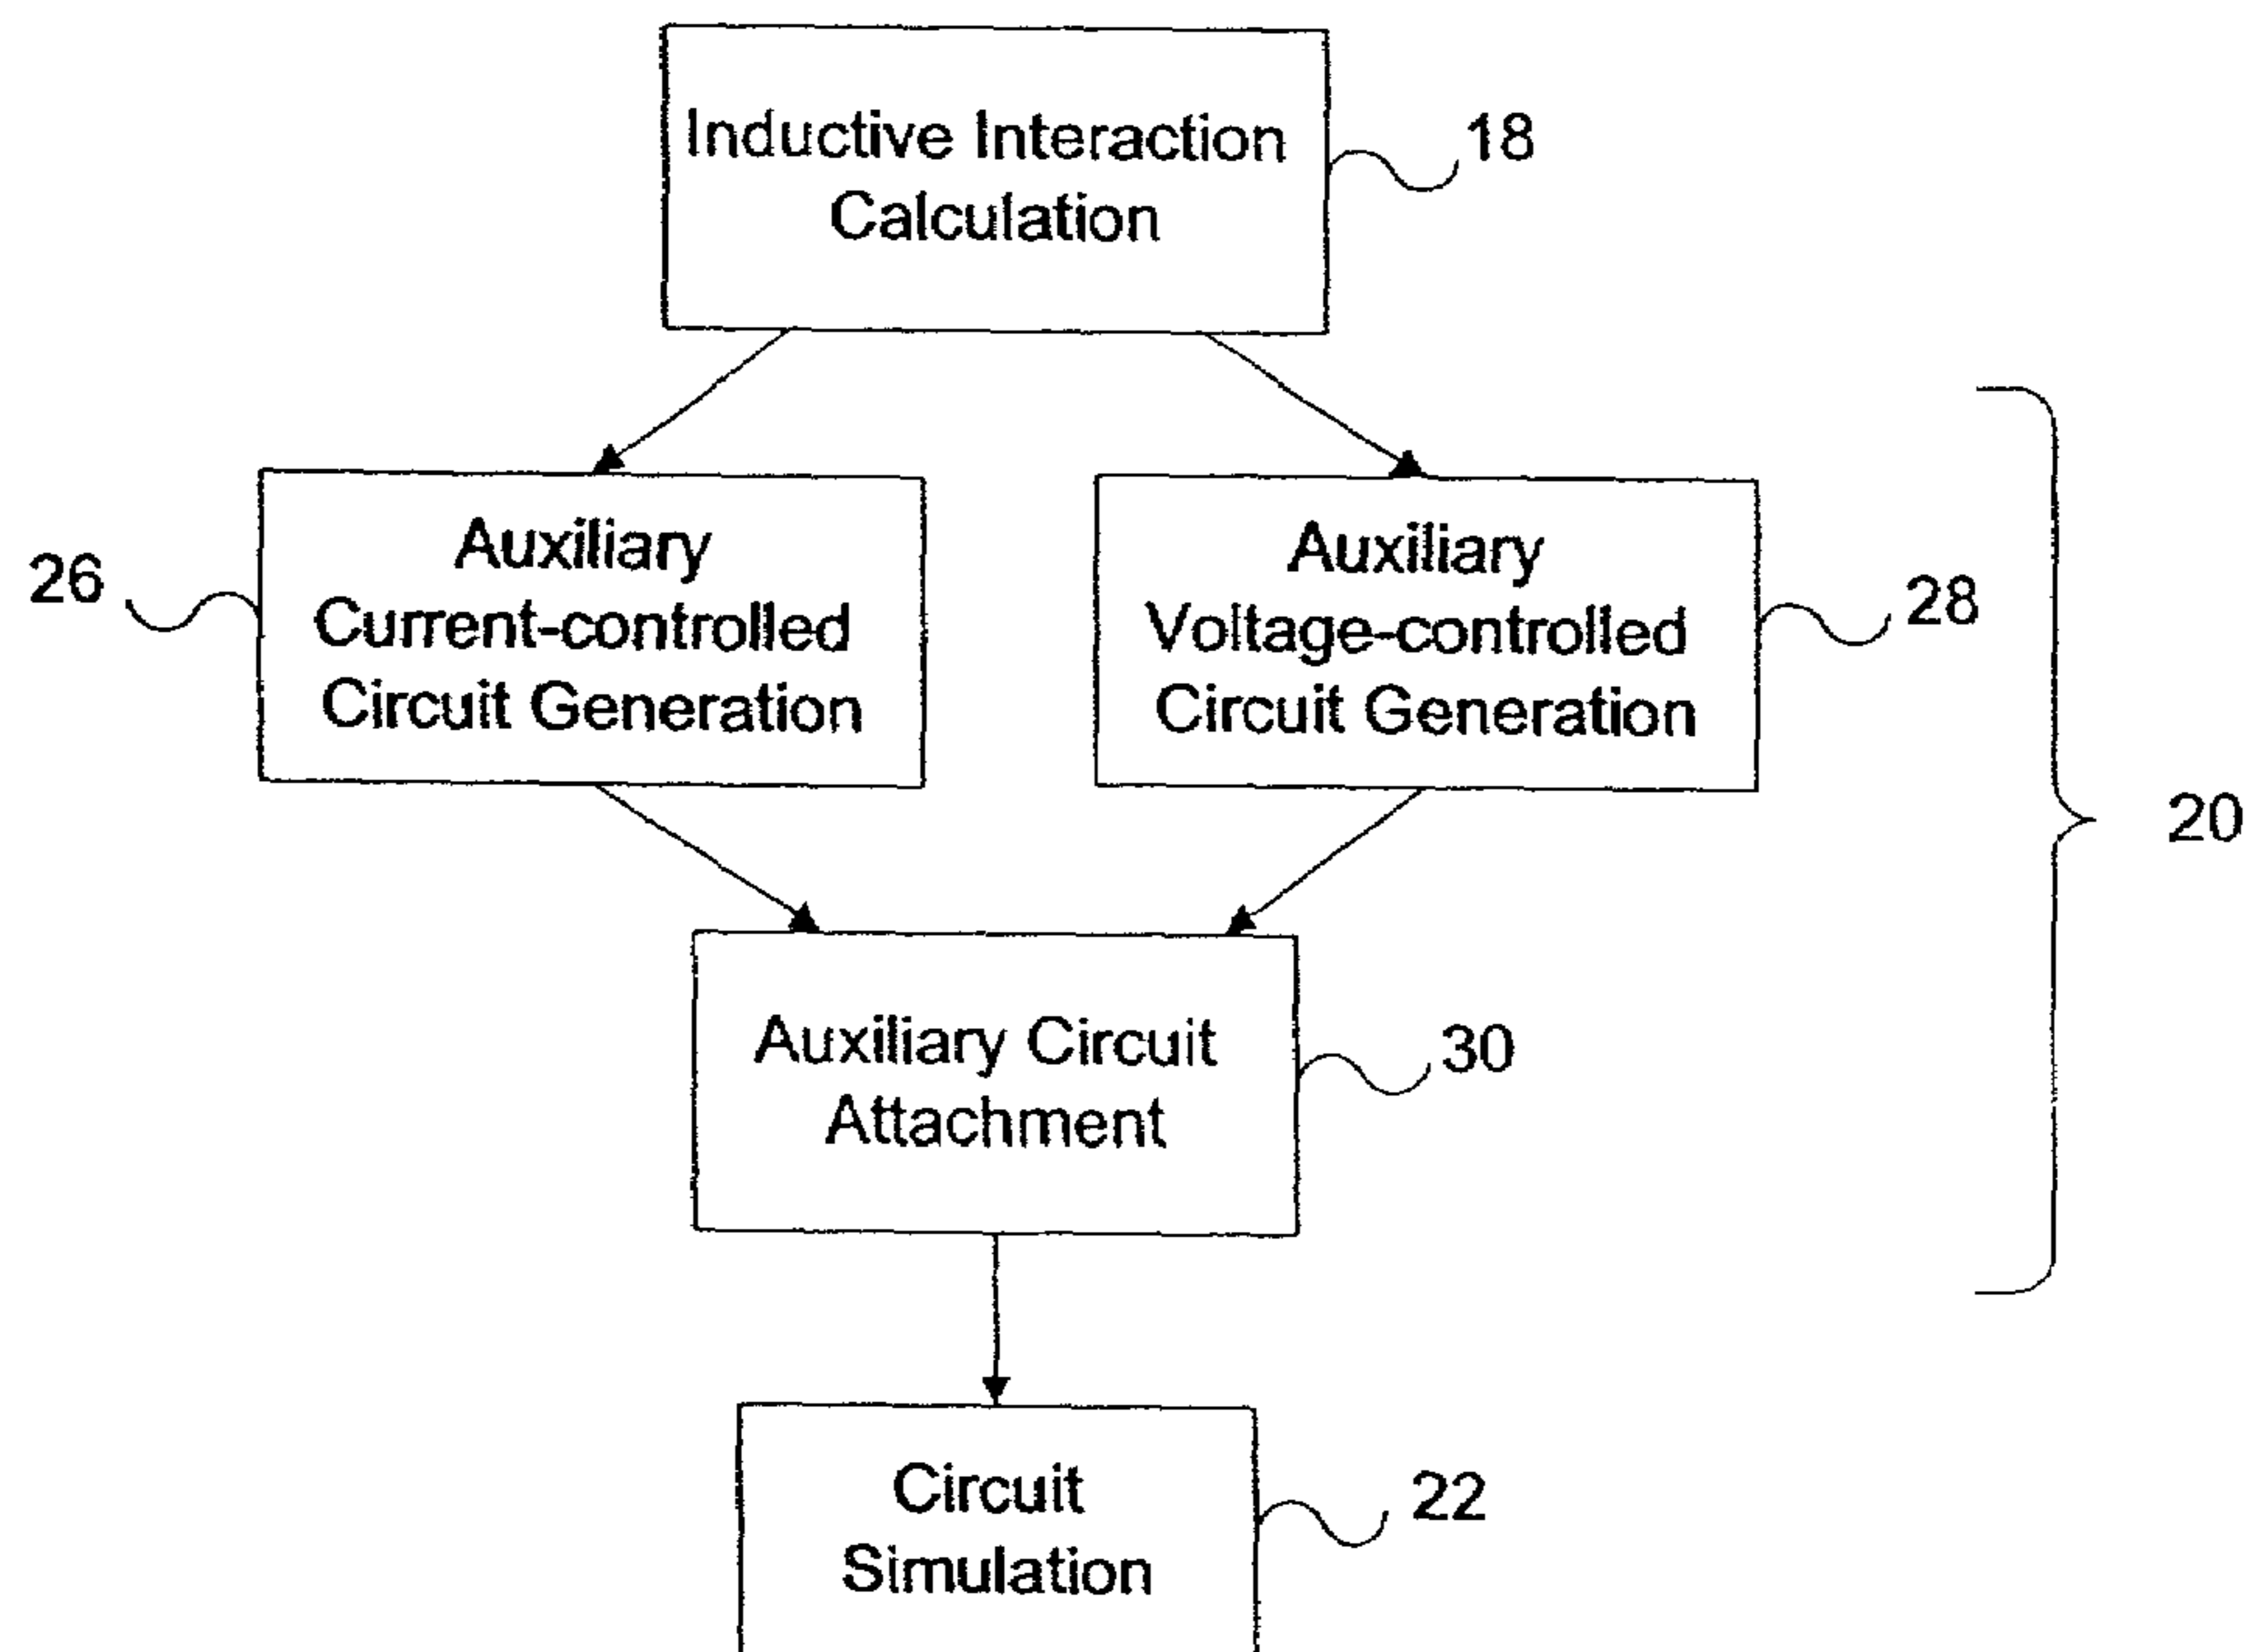 Inductive Interaction
Calculation
18
Auxiliary
Current-controlled
Circuit Generation
26
Auxiliary
Voltage-controlled
Circuit Generation
28
20
Auxiliary Circuit
Attachment
30
Circuit
Simulation
22